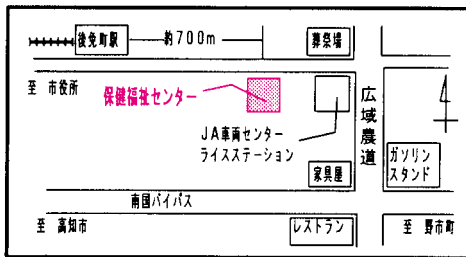 後免町駅
約700m
葬祭場
至 市役所
保健福祉センター
JA車両センター
ライスステーション
広域農道
家具屋
ガソリン
スタンド
南国バイパス
至 高知市
レストラン
至 野市町